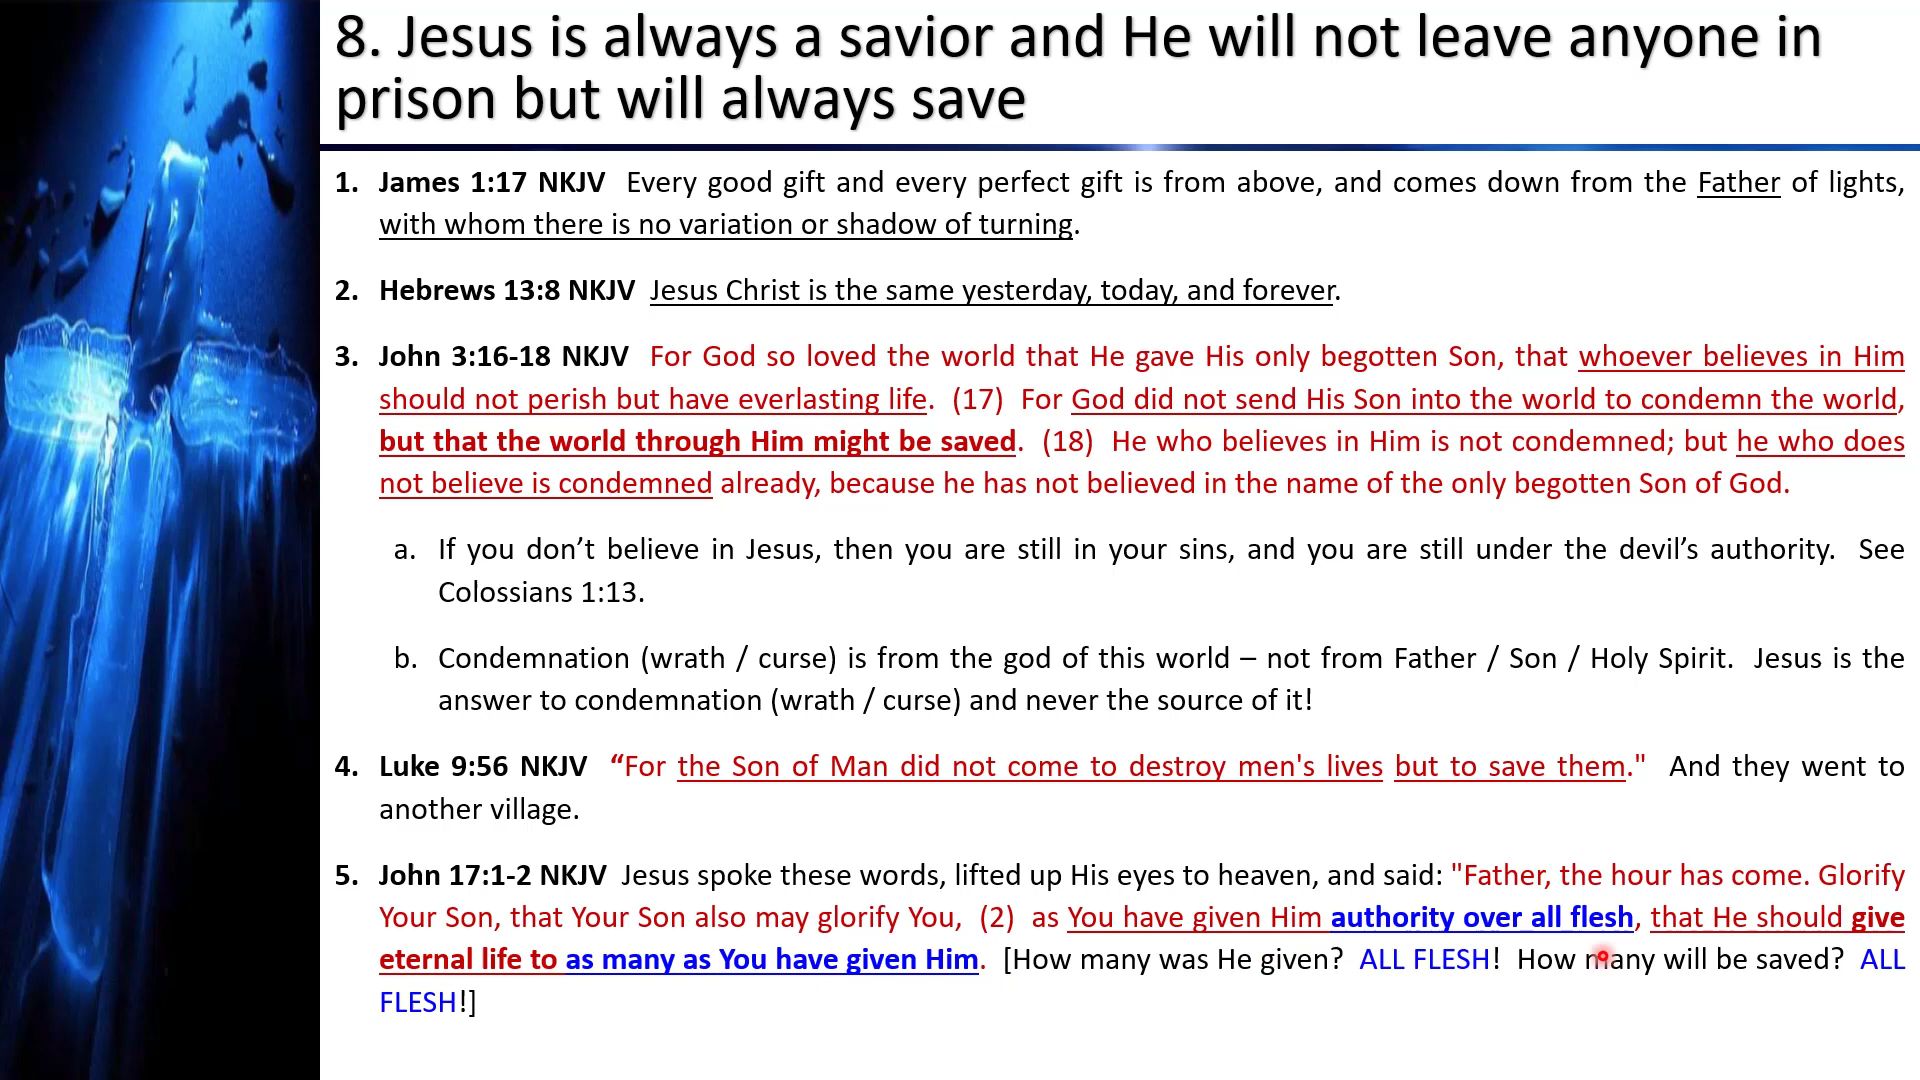 8. Jesus is always a savior and He will not leave anyone in
prison but will always save
1. James 1:17 NKJV Every good gift and every perfect gift is from above, and comes down from the Father of lights,
with whom there is no variation or shadow of turning.
2. Hebrews 13:8 NKJV Jesus Christ is the same yesterday, today, and forever.
3. John 3:16-18 NKJV For God so loved the world that He gave His only begotten Son, that whoever believes in Him
should not perish but have everlasting life. (17) For God did not send His Son into the world to condemn the world,
but that the world through Him might be saved. (18) He who believes in Him is not condemned; but he who does
not believe is condemned already, because he has not believed in the name of the only begotten Son of God.
a. If you don’t believe in Jesus, then you are still in your sins, and you are still under the devil’s authority. See
Colossians 1:13.
b. Condemnation (wrath / curse) is from the god of this world – not from Father / Son / Holy Spirit. Jesus is the
answer to condemnation (wrath / curse) and never the source of it!
4. Luke 9:56 NKJV “For the Son of Man did not come to destroy men's lives but to save them." And they went to
another village.
5. John 17:1-2 NKJV Jesus spoke these words, lifted up His eyes to heaven, and said: "Father, the hour has come. Glorify
Your Son, that Your Son also may glorify You, (2) as You have given Him authority over all flesh, that He should give
eternal life to as many as You have given Him. [How many was He given? ALL FLESH! How many will be saved? ALL
FLESH!]